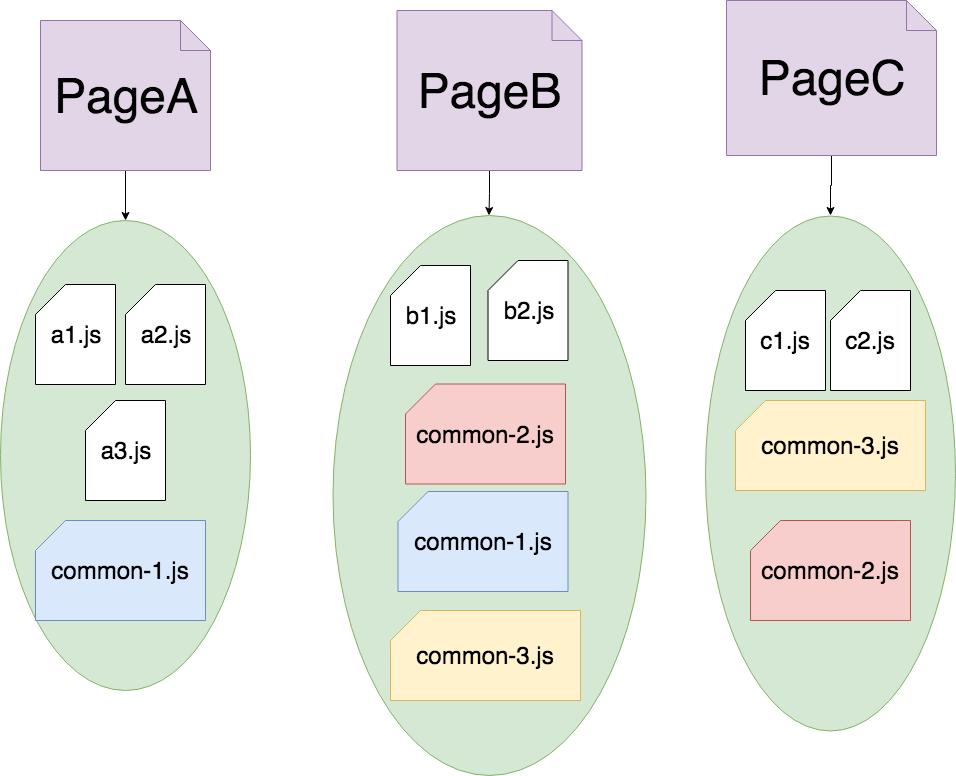 PageA
a1.js
a2.js
a3.js
common-1.js
PageB
b1.js
b2.js
common-2.js
common-1.js
common-3.js
PageC
c1.js
c2.js
common-3.js
common-2.js